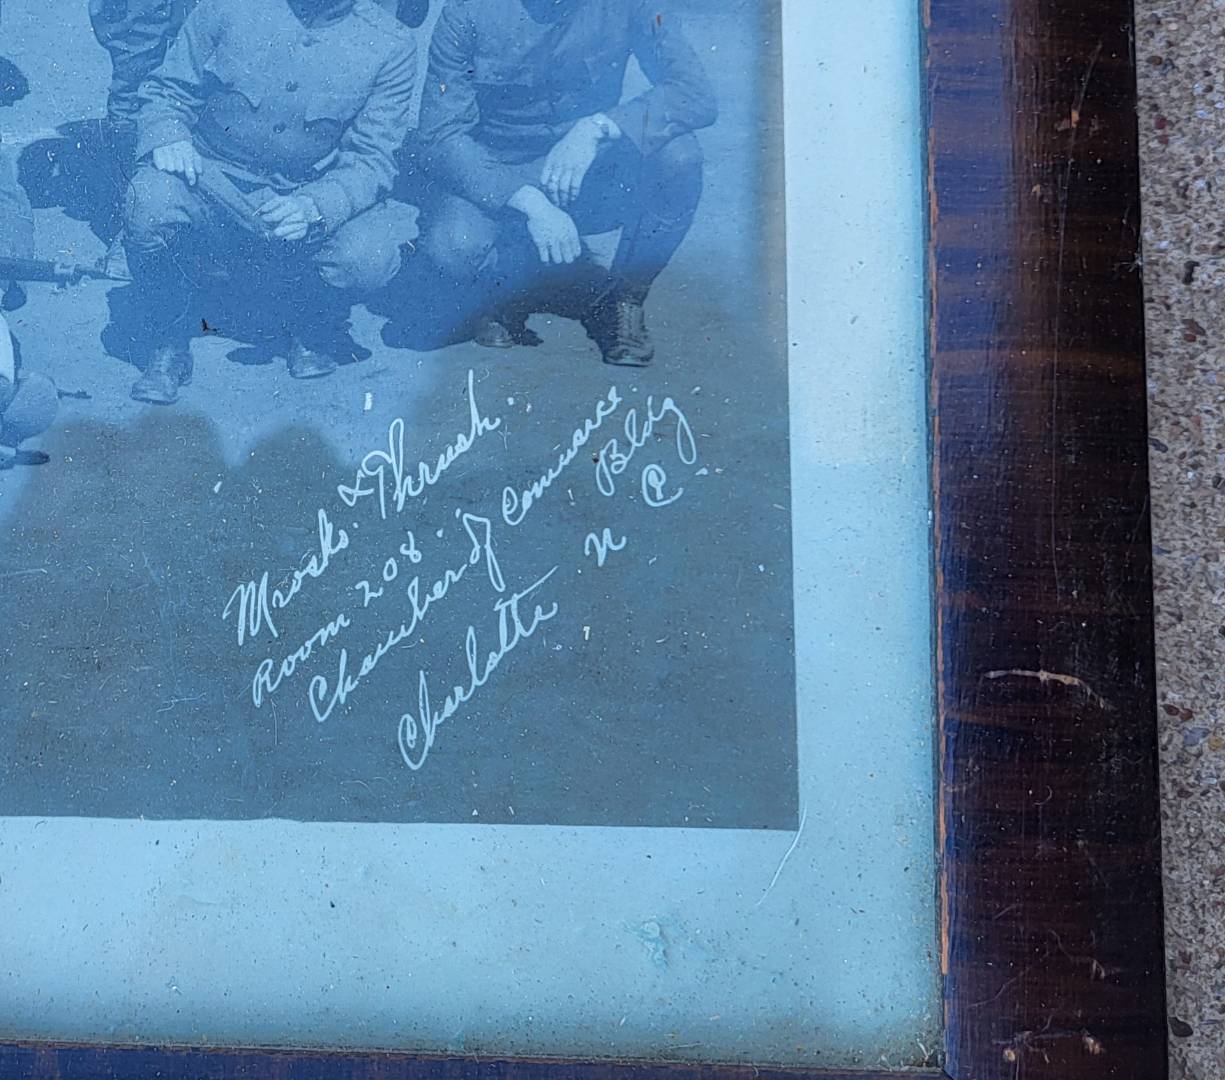 Mrosko. & Thrush.
Room 208.
Chamber of Commerce. Bldg
Charlotte. N. C.